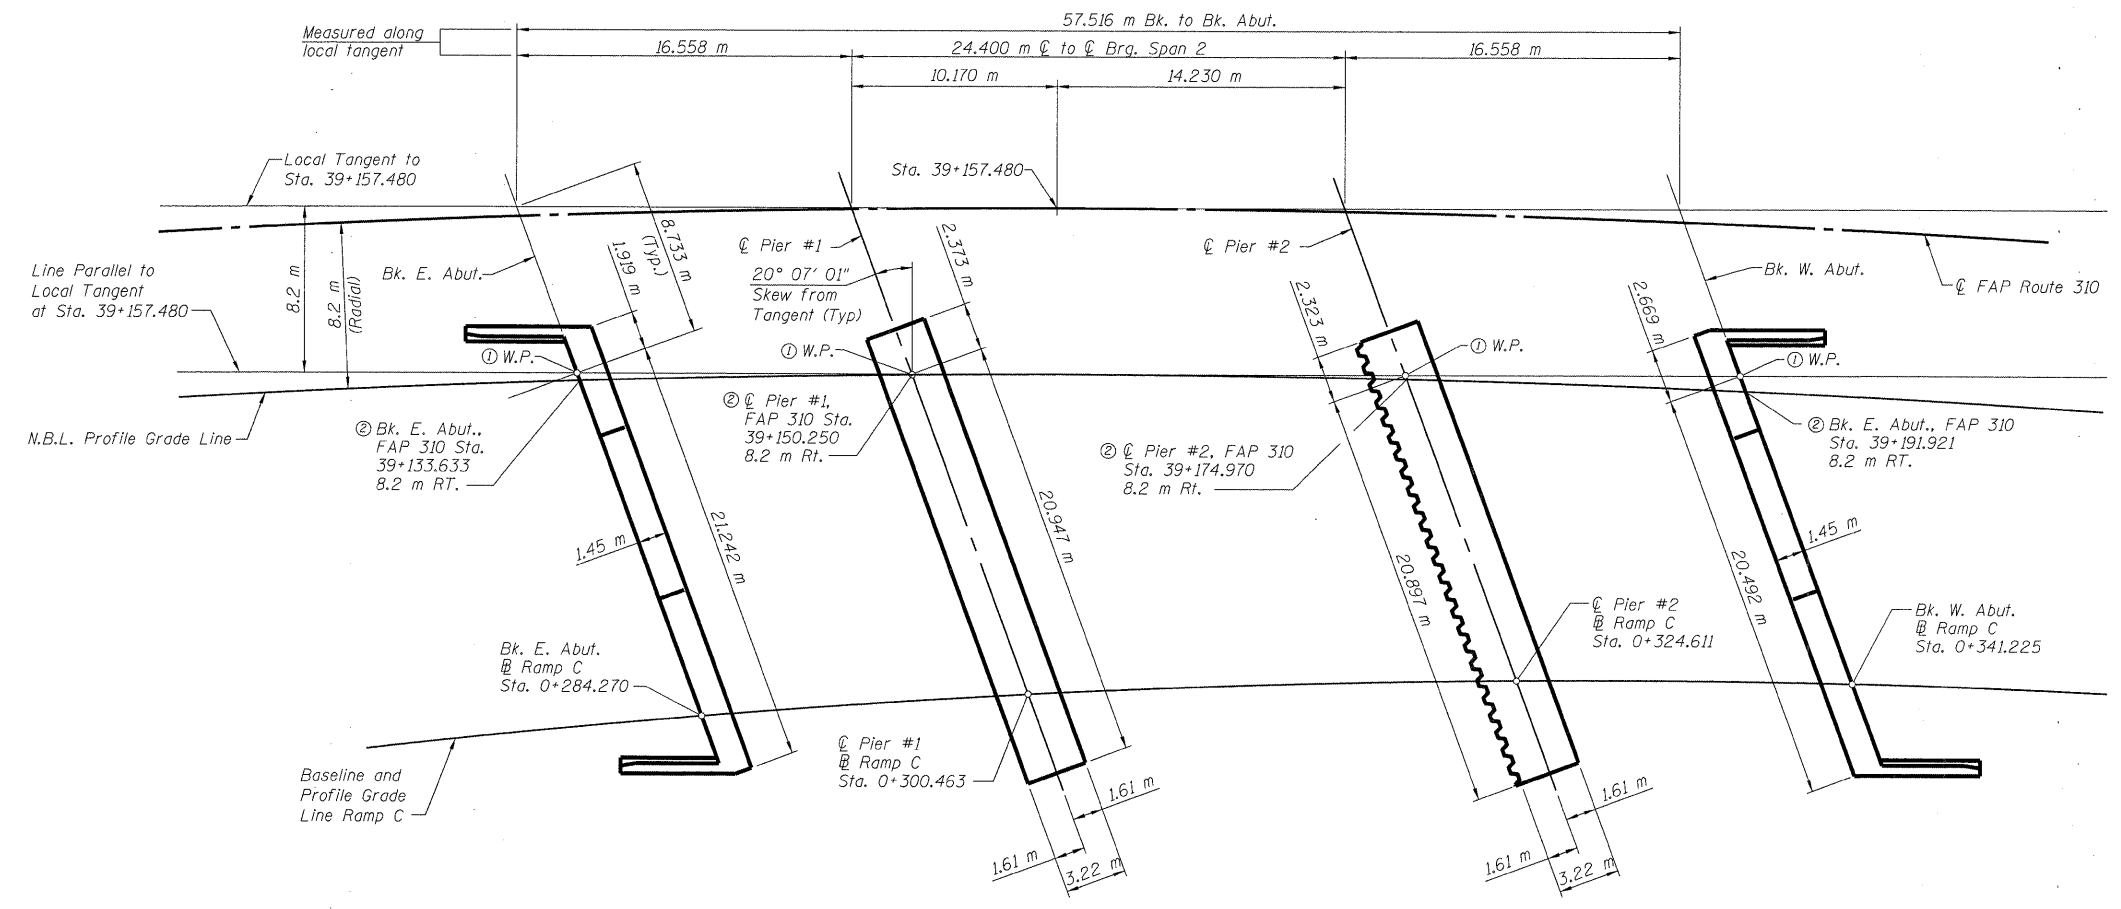 57.516 m Bk. to Bk. Abut.
Measured along
local tangent
16.558 m
24.400 m ℄ to ℄ Brg. Span 2
16.558 m
10.170 m
14.230 m
Local Tangent to
Sta. 39+157.480
Sta. 39+157.480
8.733 m
(Typ.)
1.919 m
2.373 m
℄ Pier #1
℄ Pier #2
Bk. E. Abut.
20° 07' 01"
Skew from
Tangent (Typ)
Bk. W. Abut.
℄ FAP Route 310
Line Parallel to
Local Tangent
at Sta. 39+157.480
8.2 m
8.2 m
(Radial)
2.323 m
2.669 m
① W.P.
① W.P.
① W.P.
① W.P.
N.B.L. Profile Grade Line
② Bk. E. Abut.,
FAP 310 Sta.
39+133.633
8.2 m RT.
② ℄ Pier #1,
FAP 310 Sta.
39+150.250
8.2 m Rt.
② ℄ Pier #2, FAP 310
Sta. 39+174.970
8.2 m Rt.
② Bk. E. Abut., FAP 310
Sta. 39+191.921
8.2 m RT.
1.45 m
21.242 m
20.947 m
20.897 m
20.492 m
1.45 m
Bk. E. Abut.
B̵L Ramp C
Sta. 0+284.270
℄ Pier #1
B̵L Ramp C
Sta. 0+300.463
℄ Pier #2
B̵L Ramp C
Sta. 0+324.611
Bk. W. Abut.
B̵L Ramp C
Sta. 0+341.225
Baseline and
Profile Grade
Line Ramp C
1.61 m
1.61 m
3.22 m
1.61 m
1.61 m
3.22 m